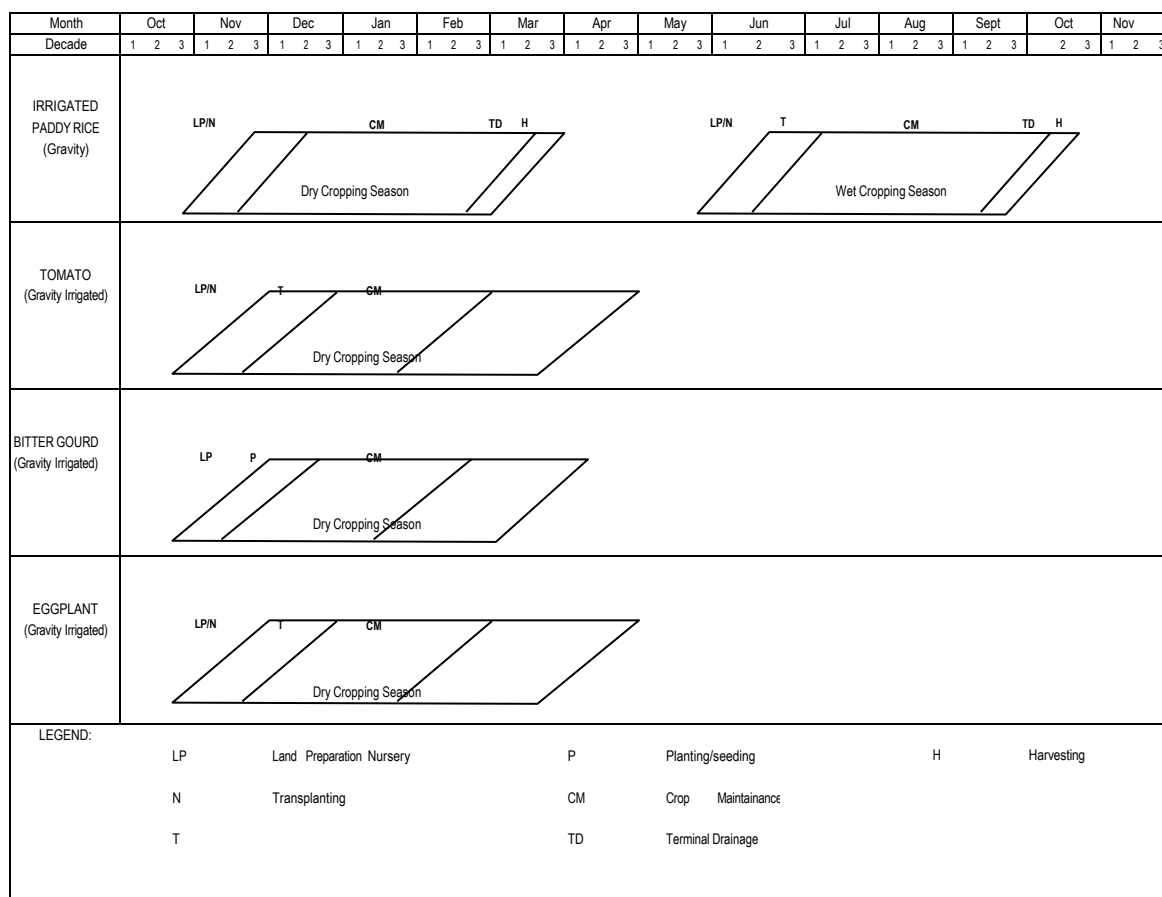 Month Oct Nov Dec Jan Feb Mar Apr May Jun Jul Aug Sept Oct Nov
Decade 1 2 3 1 2 3 1 2 3 1 2 3 1 2 3 1 2 3 1 2 3 1 2 3 1 2 3 1 2 3 1 2 3 1 2 3 2 3 1 2 3
IRRIGATED
PADDY RICE
(Gravity)
LP/N CM TD H LP/N T CM TD H
Dry Cropping Season Wet Cropping Season
TOMATO
(Gravity Irrigated)
LP/N T CM
Dry Cropping Season
BITTER GOURD
(Gravity Irrigated)
LP P CM
Dry Cropping Season
EGGPLANT
(Gravity Irrigated)
LP/N T CM
Dry Cropping Season
LEGEND:
LP Land Preparation Nursery P Planting/seeding H Harvesting
N Transplanting CM Crop Maintainance
T TD Terminal Drainage